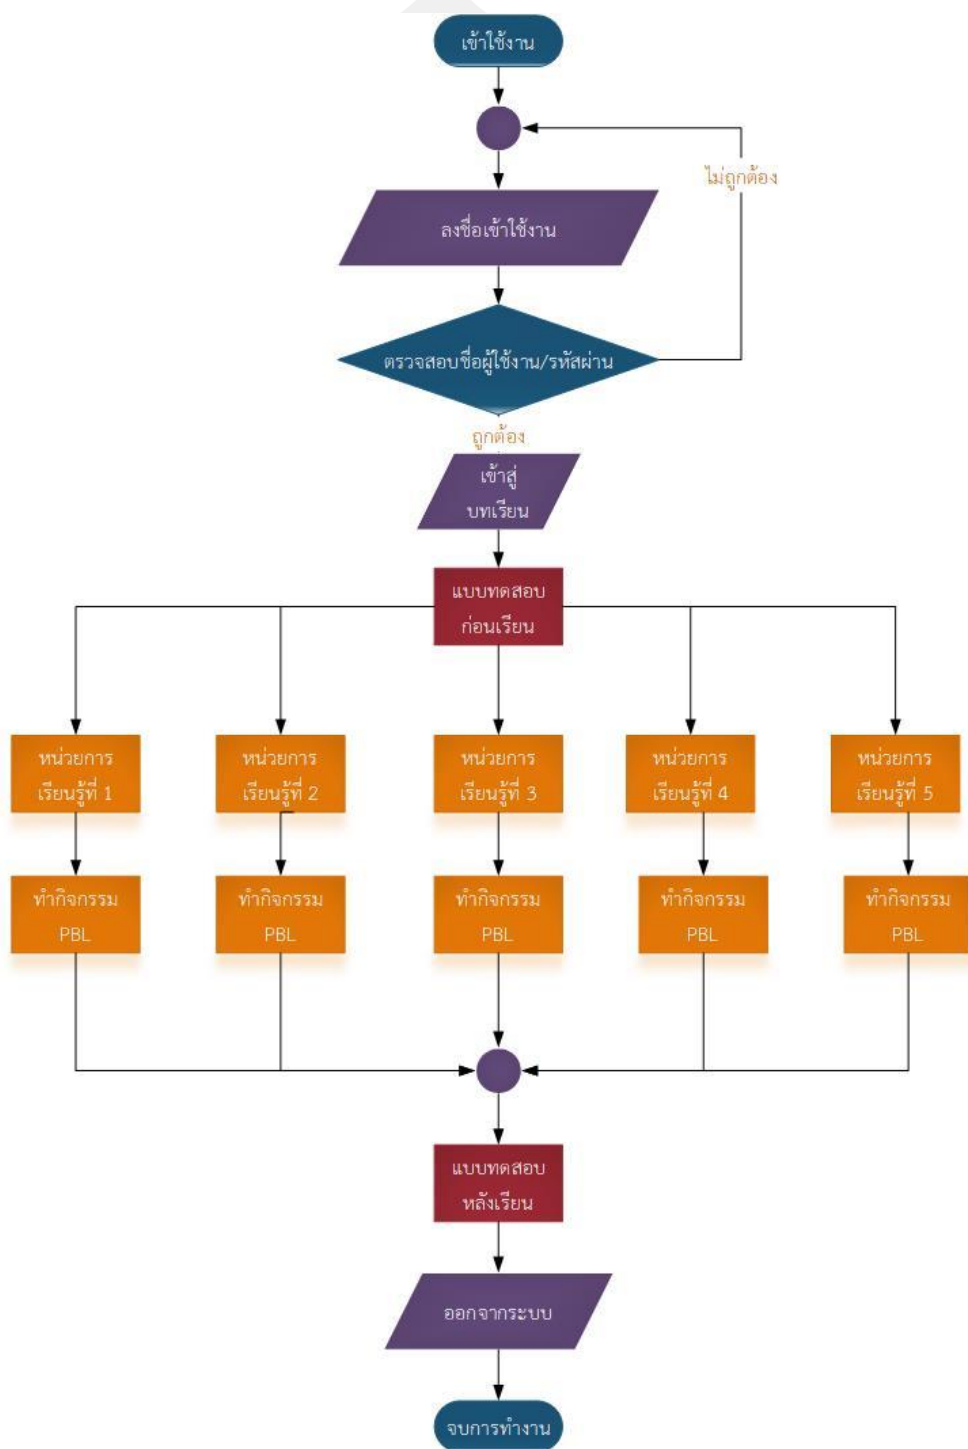 เข้าใช้งาน
ไม่ถูกต้อง
ลงชื่อเข้าใช้งาน
ตรวจสอบชื่อผู้ใช้งาน/รหัสผ่าน
ถูกต้อง
เข้าสู่
บทเรียน
แบบทดสอบ
ก่อนเรียน
หน่วยการ
เรียนรู้ที่ 1
หน่วยการ
เรียนรู้ที่ 2
หน่วยการ
เรียนรู้ที่ 3
หน่วยการ
เรียนรู้ที่ 4
หน่วยการ
เรียนรู้ที่ 5
ทำกิจกรรม
PBL
ทำกิจกรรม
PBL
ทำกิจกรรม
PBL
ทำกิจกรรม
PBL
ทำกิจกรรม
PBL
แบบทดสอบ
หลังเรียน
ออกจากระบบ
จบการทำงาน